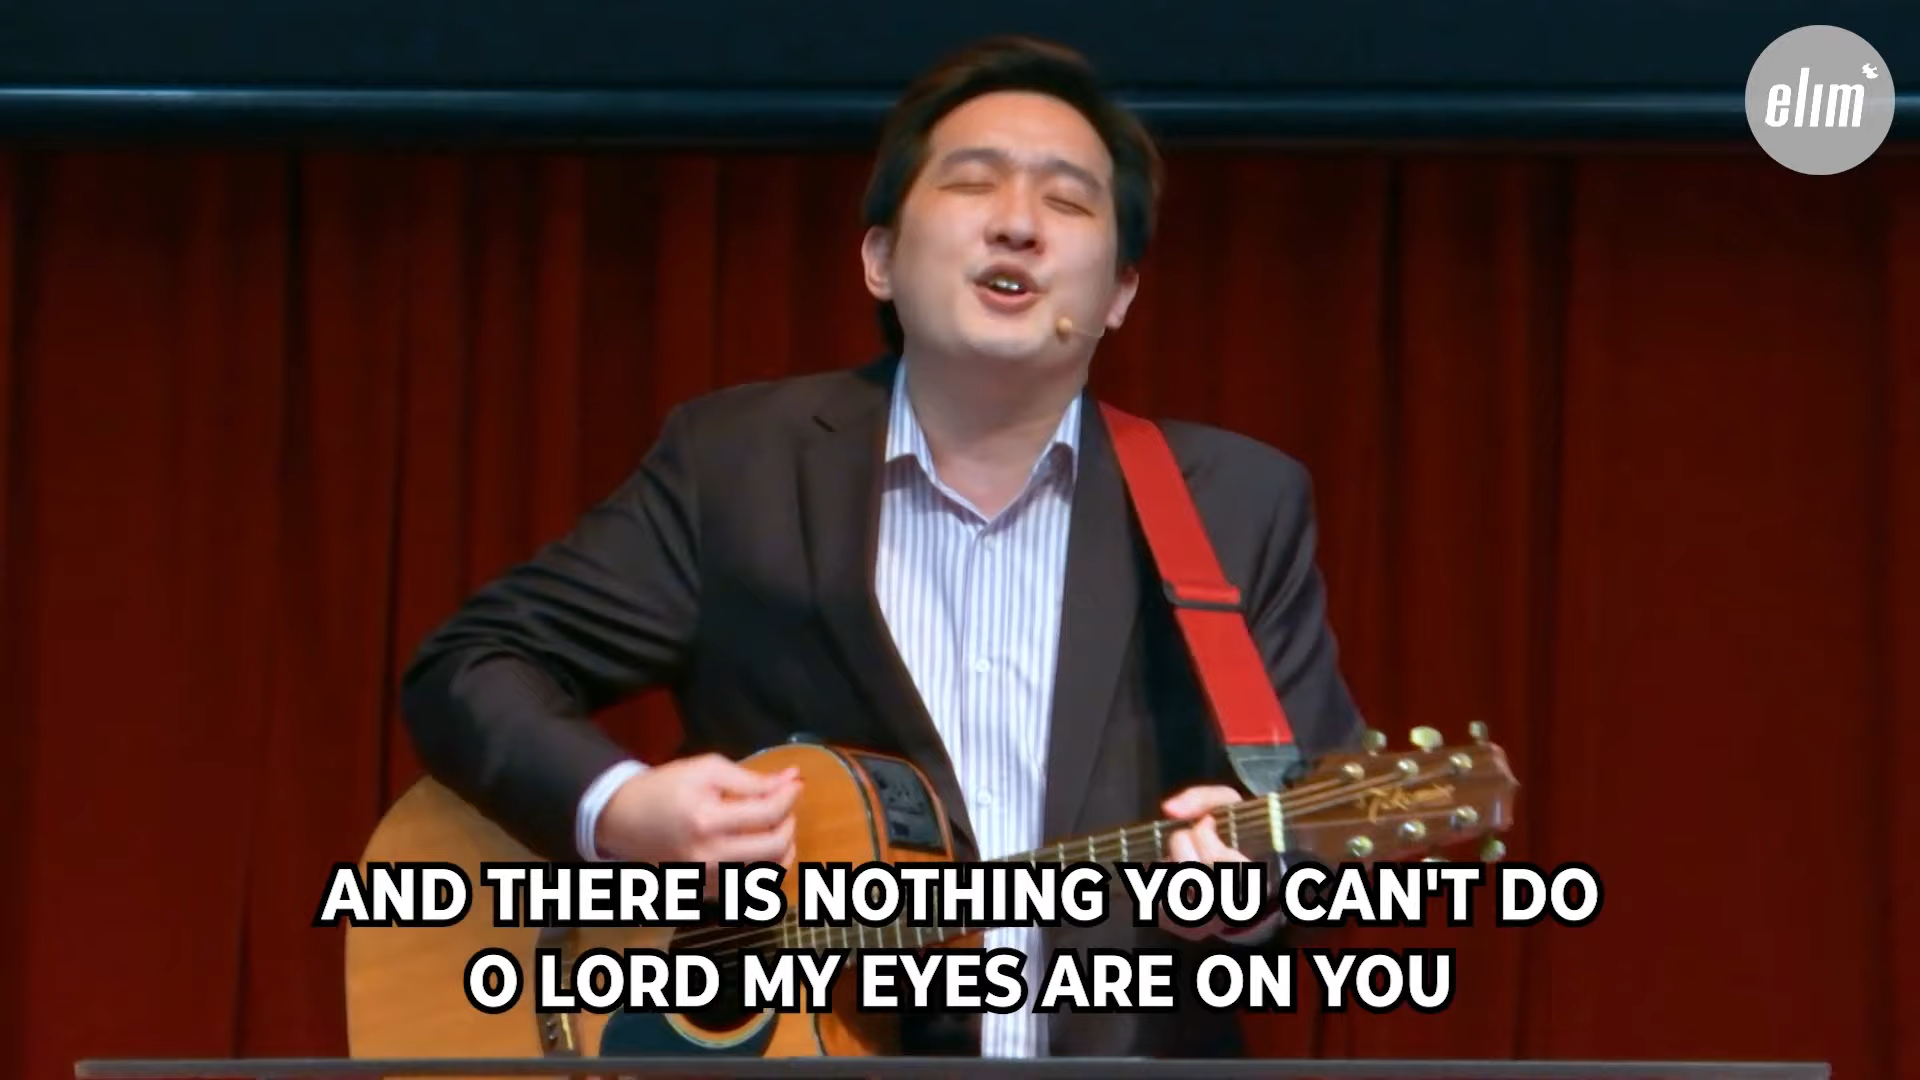 elim
AND THERE IS NOTHING YOU CAN'T DO
O LORD MY EYES ARE ON YOU